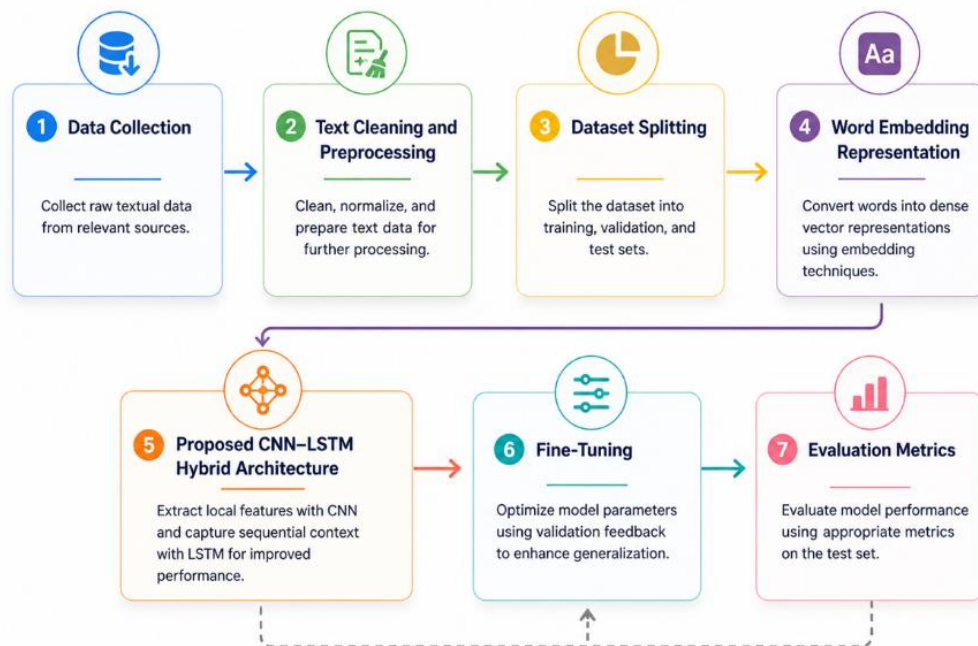 1 Data Collection
Collect raw textual data
from relevant sources.
2 Text Cleaning and
Preprocessing
Clean, normalize, and
prepare text data for
further processing.
3 Dataset Splitting
Split the dataset into
training, validation, and
test sets.
Aa
4 Word Embedding
Representation
Convert words into dense
vector representations
using embedding
techniques.
5 Proposed CNN–LSTM
Hybrid Architecture
Extract local features with CNN
and capture sequential context
with LSTM for improved
performance.
6 Fine-Tuning
Optimize model parameters
using validation feedback
to enhance generalization.
7 Evaluation Metrics
Evaluate model performance
using appropriate metrics
on the test set.